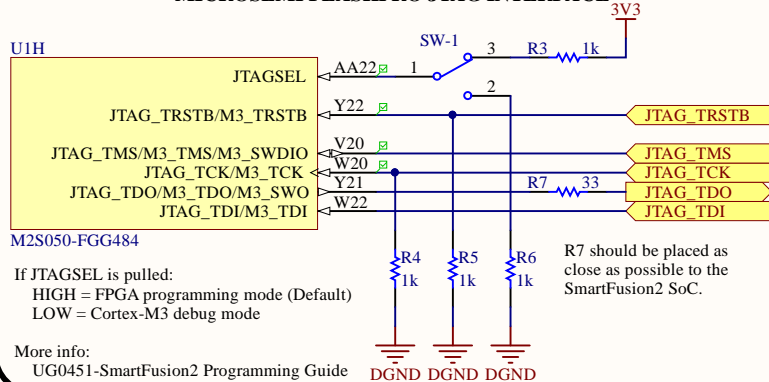 MICROSEMI FLASHPRO JTAG INTERFACE
3V3
U1H
SW-1
3
R3
1k
JTAGSEL
AA22
1
2
JTAG_TRSTB/M3_TRSTB
Y22
JTAG_TRSTB
JTAG_TMS/M3_TMS/M3_SWDIO
V20
JTAG_TMS
JTAG_TCK/M3_TCK
W20
JTAG_TCK
JTAG_TDO/M3_TDO/M3_SWO
Y21
R7
33
JTAG_TDO
JTAG_TDI/M3_TDI
W22
JTAG_TDI
M2S050-FGG484
R4
1k
R5
1k
R6
1k
R7 should be placed as
close as possible to the
SmartFusion2 SoC.
If JTAGSEL is pulled:
HIGH = FPGA programming mode (Default)
LOW = Cortex-M3 debug mode
More info:
UG0451-SmartFusion2 Programming Guide
DGND
DGND
DGND